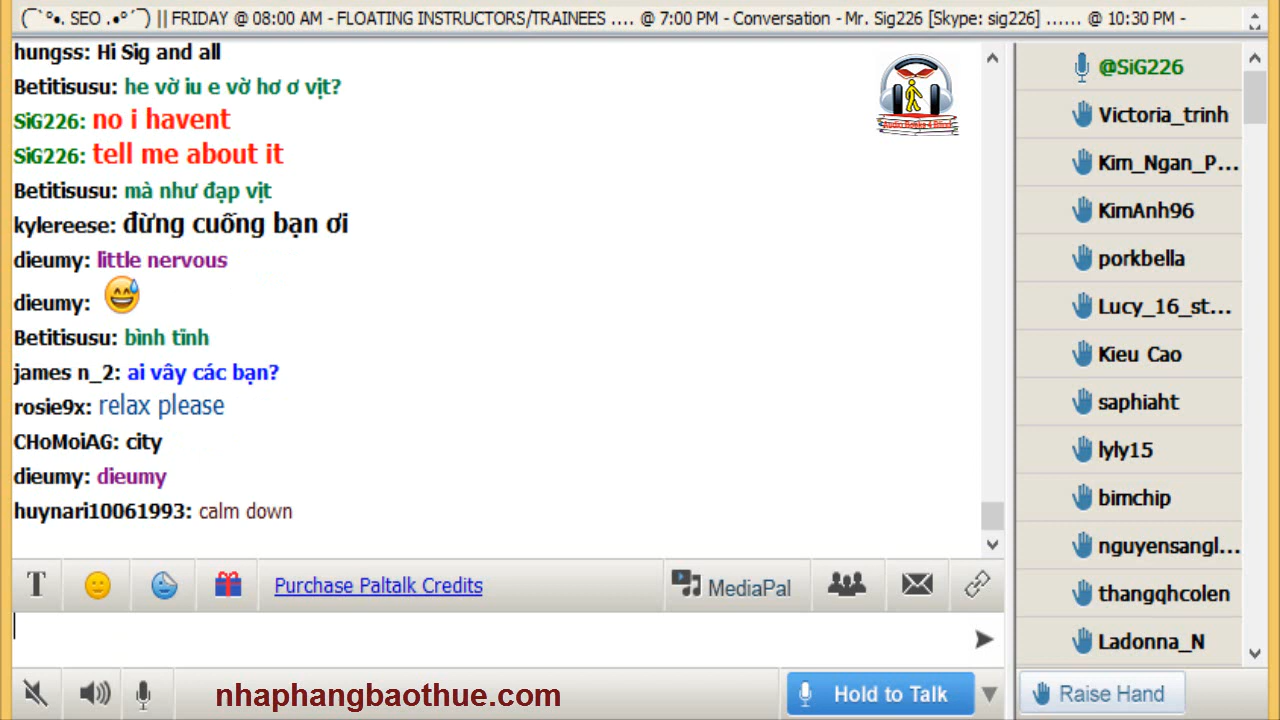 (¯`°•. SEO .•°´¯) || FRIDAY @ 08:00 AM - FLOATING INSTRUCTORS/TRAINEES .... @ 7:00 PM - Conversation - Mr. Sig226 [Skype: sig226] ...... @ 10:30 PM -
hungss: Hi Sig and all
Betitisusu: he vờ iu e vờ hơ ơ vịt?
SiG226: no i havent
SiG226: tell me about it
Betitisusu: mà như đạp vịt
kylereese: đừng cuống bạn ơi
dieumy: little nervous
dieumy:
Betitisusu: bình tĩnh
james n_2: ai vây các bạn?
rosie9x: relax please
CHoMoiAG: city
dieumy: dieumy
huynari10061993: calm down
@SiG226
Victoria_trinh
Kim_Ngan_P...
KimAnh96
porkbella
Lucy_16_st...
Kieu Cao
saphiaht
lyly15
bimchip
nguyensangl...
thangqhcolen
Ladonna_N
T
Purchase Paltalk Credits
MediaPal
nhaphangbaothue.com
Hold to Talk
Raise Hand